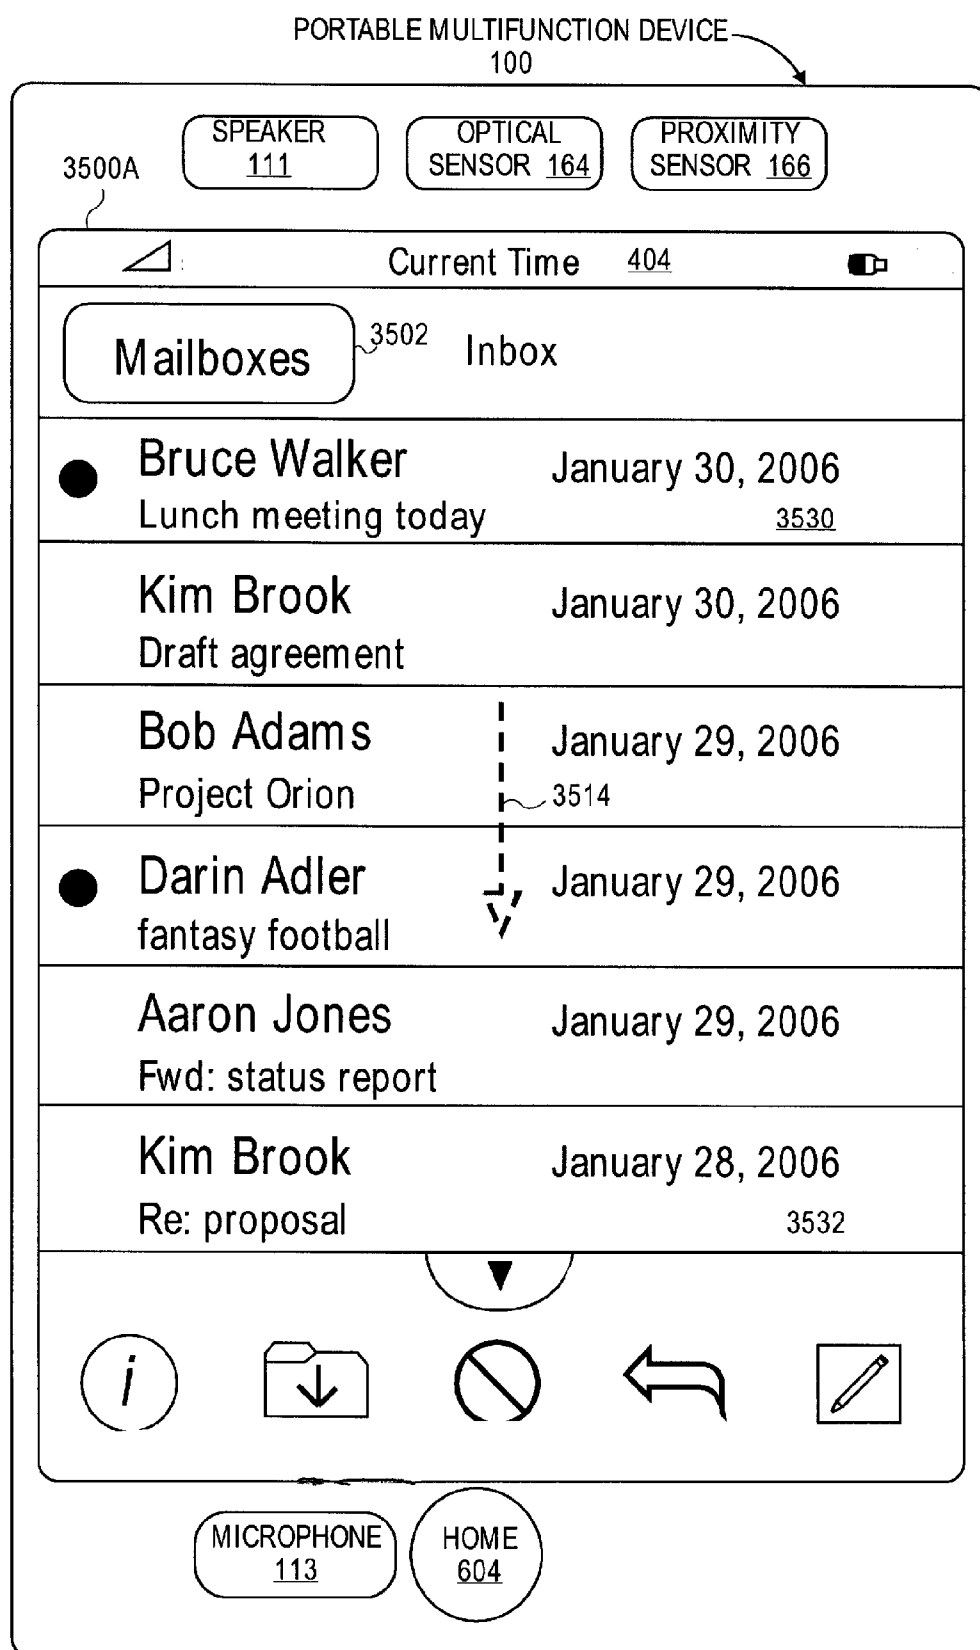 PORTABLE MULTIFUNCTION DEVICE
100
SPEAKER
111
OPTICAL
SENSOR 164
PROXIMITY
SENSOR 166
3500A
Current Time 404
Mailboxes
3502
Inbox
Bruce Walker January 30, 2006
Lunch meeting today 3530
Kim Brook January 30, 2006
Draft agreement
Bob Adams January 29, 2006
Project Orion 3514
Darin Adler January 29, 2006
fantasy football
Aaron Jones January 29, 2006
Fwd: status report
Kim Brook January 28, 2006
Re: proposal 3532
i
MICROPHONE
113
HOME
604